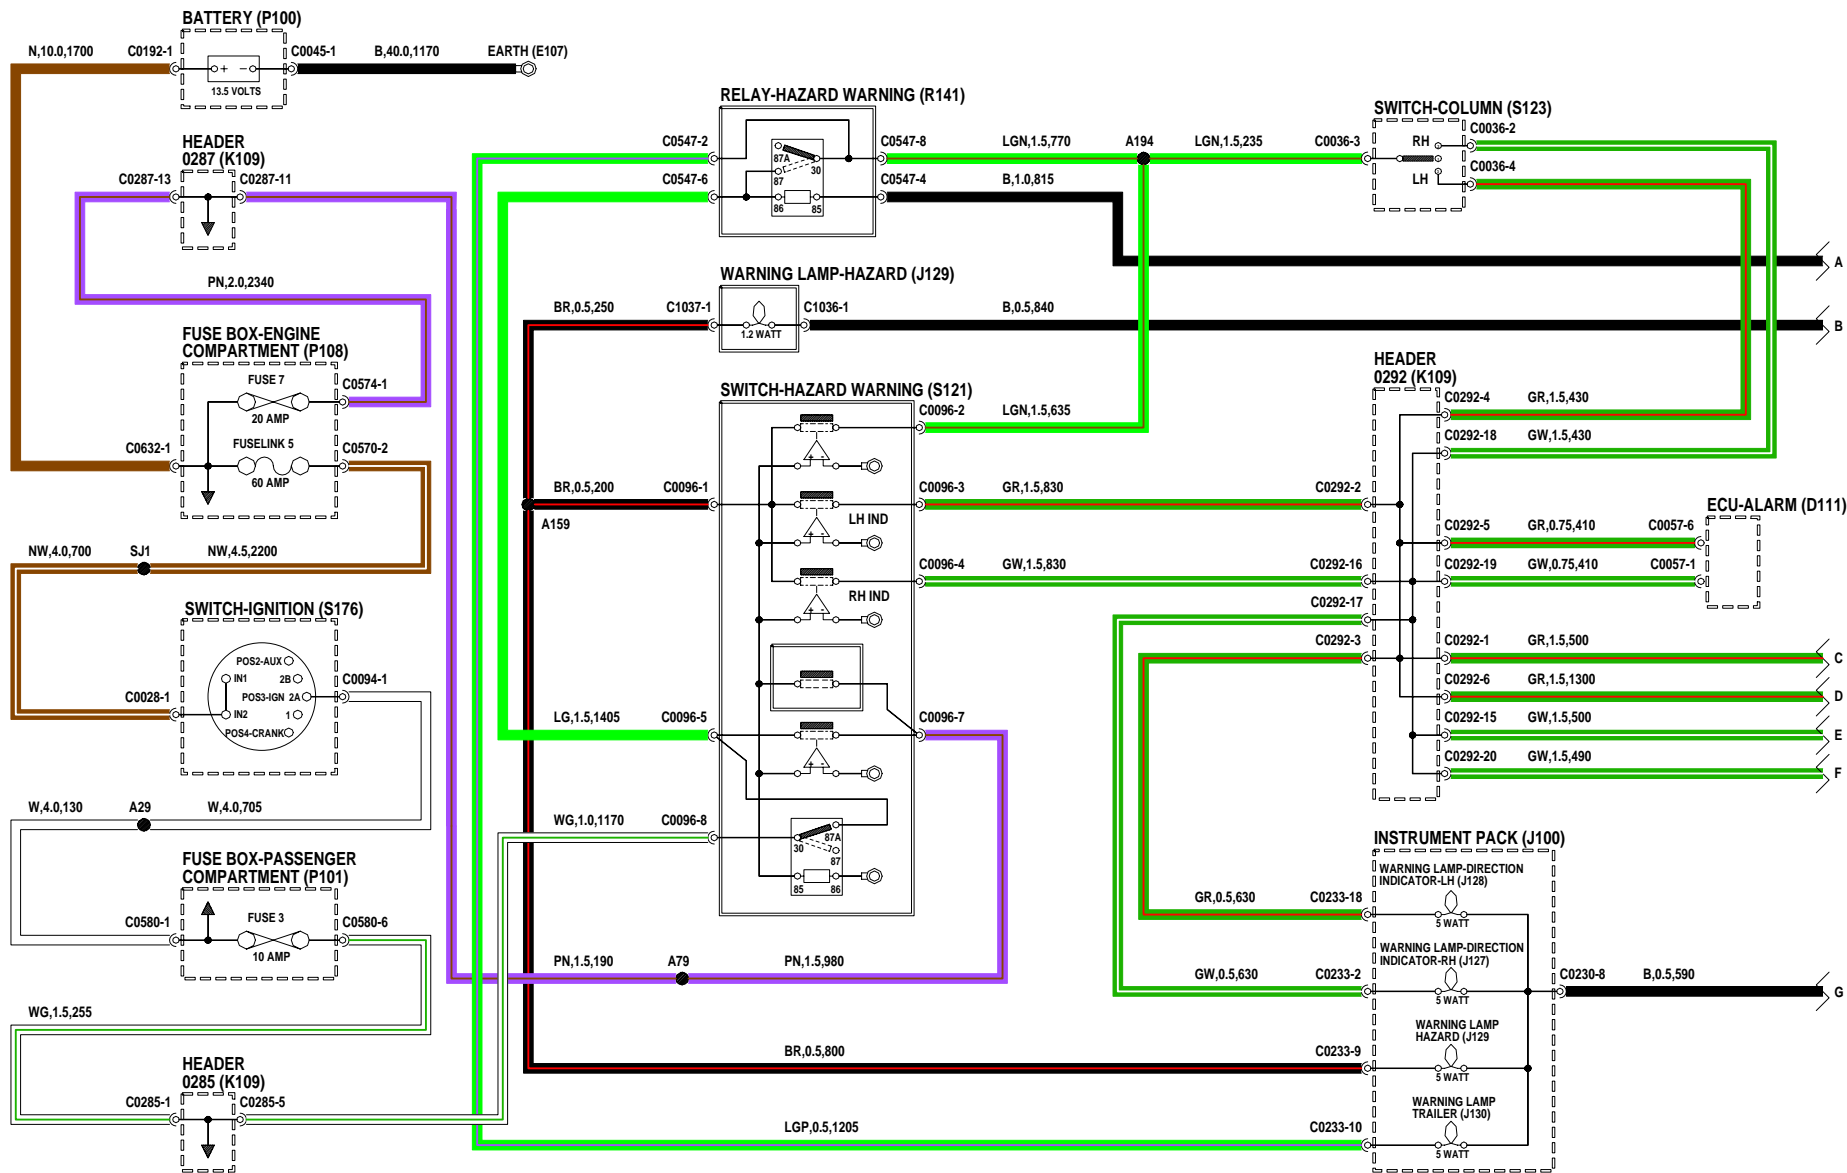 BATTERY (P100)
N,10.0,1700
C0192-1
C0045-1
B,40.0,1170
EARTH (E107)
+ -
13.5 VOLTS
HEADER
0287 (K109)
C0287-13
C0287-11
PN,2.0,2340
FUSE BOX-ENGINE
COMPARTMENT (P108)
FUSE 7
20 AMP
C0574-1
FUSELINK 5
60 AMP
C0632-1
C0570-2
NW,4.0,700
SJ1
NW,4.5,2200
SWITCH-IGNITION (S176)
POS2-AUX
IN1
2B
POS3-IGN 2A
IN2
1
POS4-CRANK
C0028-1
C0094-1
W,4.0,130
A29
W,4.0,705
FUSE BOX-PASSENGER
COMPARTMENT (P101)
FUSE 3
10 AMP
C0580-1
C0580-6
WG,1.5,255
HEADER
0285 (K109)
C0285-1
C0285-5
RELAY-HAZARD WARNING (R141)
C0547-2
C0547-8
LGN,1.5,770
A194
LGN,1.5,235
C0036-3
87A
30
87
C0547-6
C0547-4
B,1.0,815
86
85
SWITCH-COLUMN (S123)
RH
LH
C0036-2
C0036-4
A
WARNING LAMP-HAZARD (J129)
BR,0.5,250
C1037-1
C1036-1
B,0.5,840
1.2 WATT
B
SWITCH-HAZARD WARNING (S121)
C0096-2
LGN,1.5,635
+ -
BR,0.5,200
C0096-1
A159
LH IND
+ -
C0096-3
GR,1.5,830
C0292-2
RH IND
+ -
C0096-4
GW,1.5,830
C0292-16
C0292-17
C0292-3
LG,1.5,1405
C0096-5
C0096-7
+ -
WG,1.0,1170
C0096-8
30
87A
87
85
86
PN,1.5,190
A79
PN,1.5,980
HEADER
0292 (K109)
C0292-4
GR,1.5,430
C0292-18
GW,1.5,430
C0292-5
GR,0.75,410
C0057-6
C0292-19
GW,0.75,410
C0057-1
ECU-ALARM (D111)
C0292-1
GR,1.5,500
C
C0292-6
GR,1.5,1300
D
C0292-15
GW,1.5,500
E
C0292-20
GW,1.5,490
F
INSTRUMENT PACK (J100)
WARNING LAMP-DIRECTION
INDICATOR-LH (J128)
GR,0.5,630
C0233-18
5 WATT
WARNING LAMP-DIRECTION
INDICATOR-RH (J127)
GW,0.5,630
C0233-2
5 WATT
C0230-8
B,0.5,590
G
WARNING LAMP
HAZARD (J129
BR,0.5,800
C0233-9
5 WATT
WARNING LAMP
TRAILER (J130)
LGP,0.5,1205
C0233-10
5 WATT